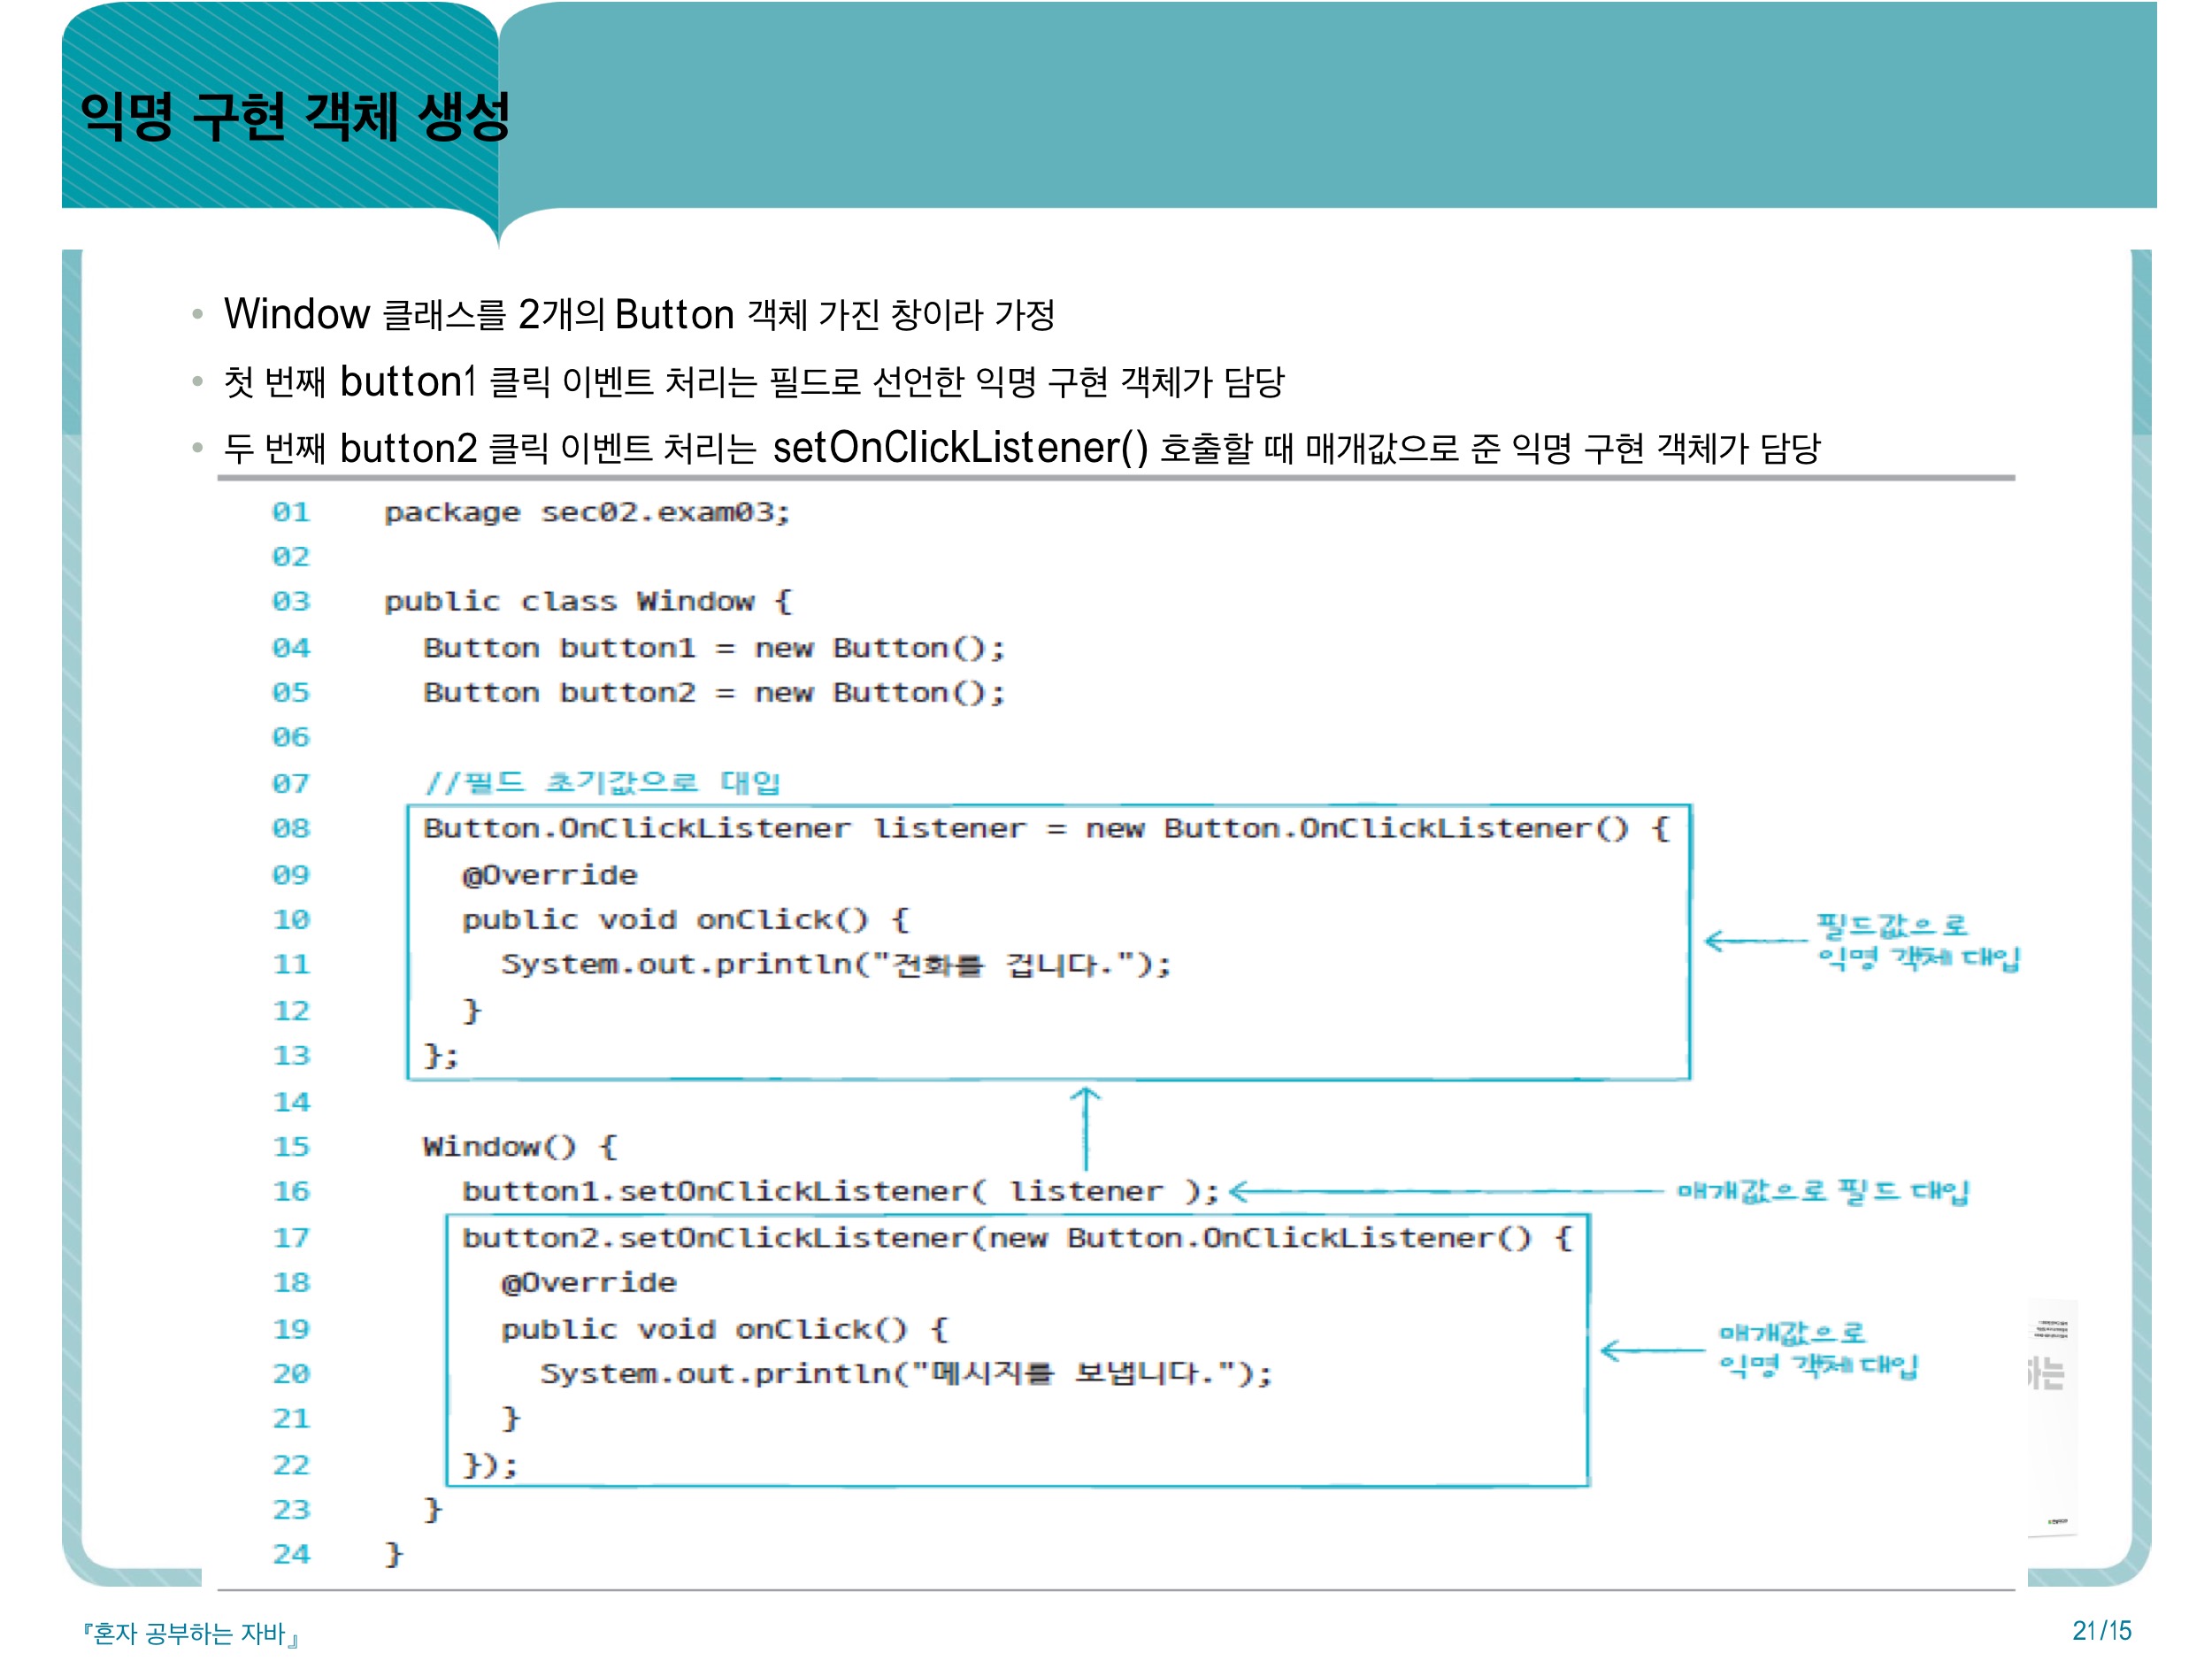 익명 구현 객체 생성
• Window 클래스를 2개의 Button 객체 가진 창이라 가정
• 첫 번째 button1 클릭 이벤트 처리는 필드로 선언한 익명 구현 객체가 담당
• 두 번째 button2 클릭 이벤트 처리는 setOnClickListener() 호출할 때 매개값으로 준 익명 구현 객체가 담당
01 package sec02.exam03;
02
03 public class Window {
04 Button button1 = new Button();
05 Button button2 = new Button();
06
07 //필드 초기값으로 대입
08 Button.OnClickListener listener = new Button.OnClickListener() {
09 @Override
10 public void onClick() {
필드값으로
익명 객체 대입
11 System.out.println("전화를 겁니다.");
12 }
13 };
14
15 Window() {
16 button1.setOnClickListener( listener ); 매개값으로 필드 대입
17 button2.setOnClickListener(new Button.OnClickListener() {
18 @Override
19 public void onClick() {
매개값으로
익명 객체 대입
20 System.out.println("메시지를 보냅니다.");
21 }
22 });
23 }
24 }
하는
『혼자 공부하는 자바』
21/15